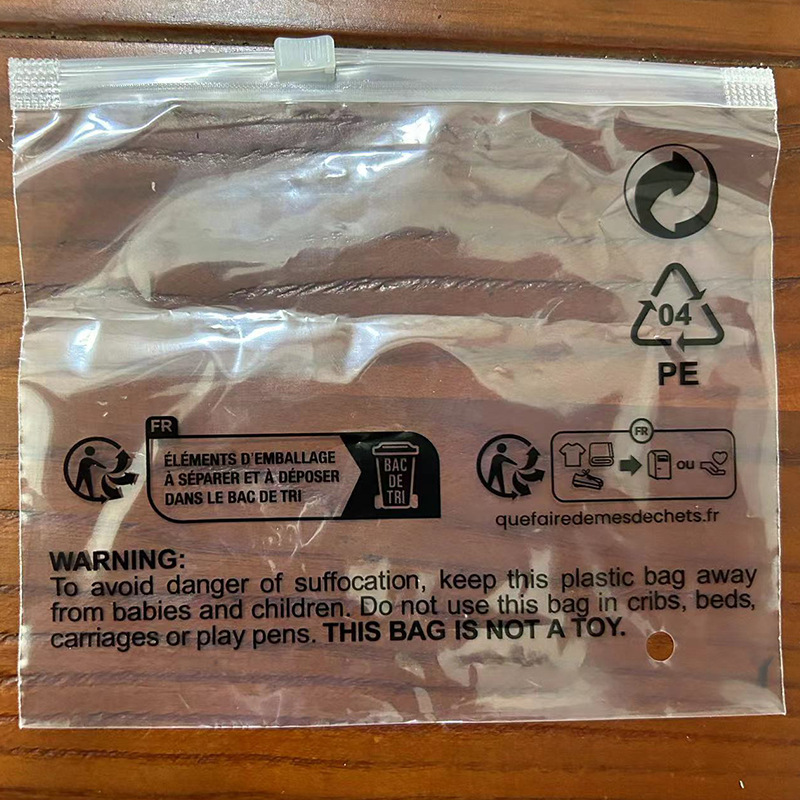 04
PE
FR
ÉLÉMENTS D'EMBALLAGE
À SÉPARER ET À DÉPOSER
DANS LE BAC DE TRI
BAC
DE
TRI
FR
OU
quefairedemesdechets.fr
WARNING:
To avoid danger of suffocation, keep this plastic bag away
from babies and children. Do not use this bag in cribs, beds,
carriages or play pens. THIS BAG IS NOT A TOY.